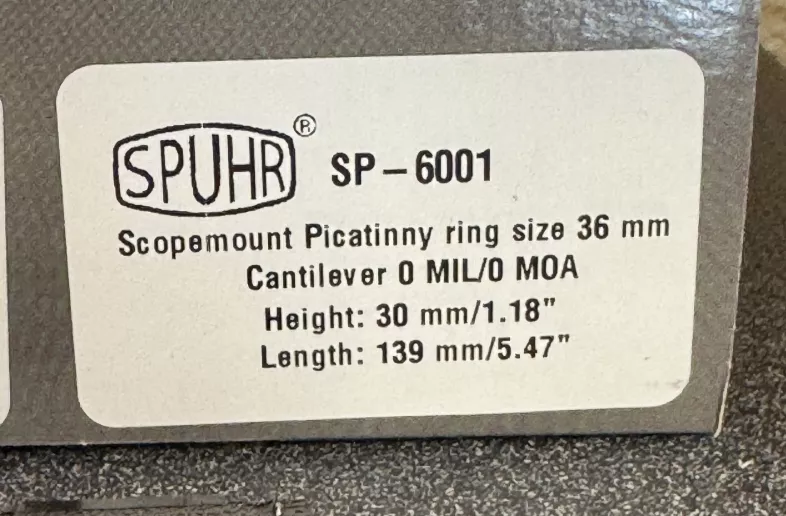 SPUHR® SP-6001
Scopemount Picatinny ring size 36 mm
Cantilever 0 MIL/0 MOA
Height: 30 mm/1.18"
Length: 139 mm/5.47"